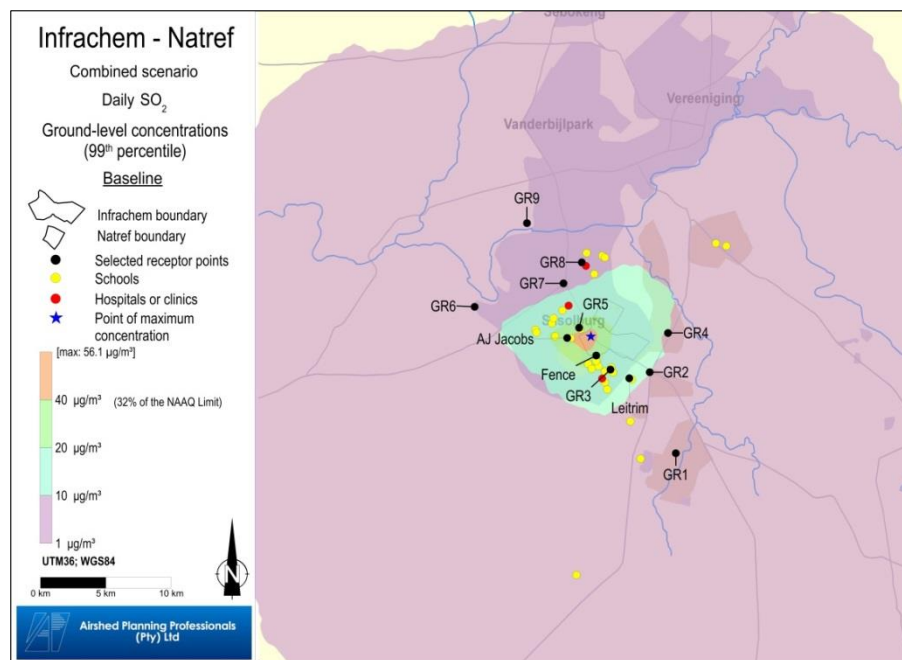 Infrachem - Natref
Combined scenario
Daily SO₂
Ground-level concentrations
(99th percentile)
Baseline
Infrachem boundary
Natref boundary
Selected receptor points
Schools
Hospitals or clinics
Point of maximum
concentration
[max: 56.1 µg/m³]
40 µg/m³ (32% of the NAAQ Limit)
20 µg/m³
10 µg/m³
1 µg/m³
UTM36; WGS84
0 km 5 km 10 km
N
Airshed Planning Professionals
(Pty) Ltd
Sebokeng
Vereeniging
Vanderbijlpark
GR9
GR8
GR7
GR6
GR5
Sasolburg
GR4
AJ Jacobs
Fence
GR2
GR3
Leitrim
GR1